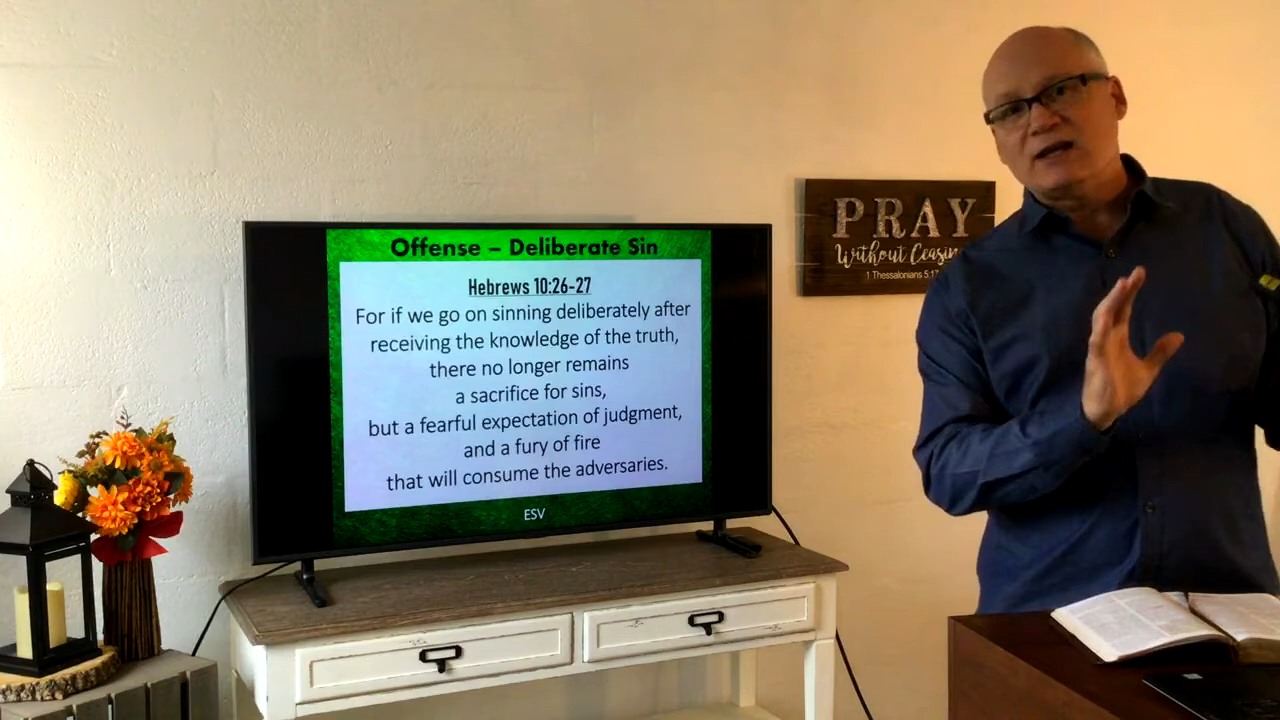 Offense – Deliberate Sin
Hebrews 10:26-27
For if we go on sinning deliberately after
receiving the knowledge of the truth,
there no longer remains
a sacrifice for sins,
but a fearful expectation of judgment,
and a fury of fire
that will consume the adversaries.
ESV
PRAY
Without Ceasin
1 Thessalonians 5:17